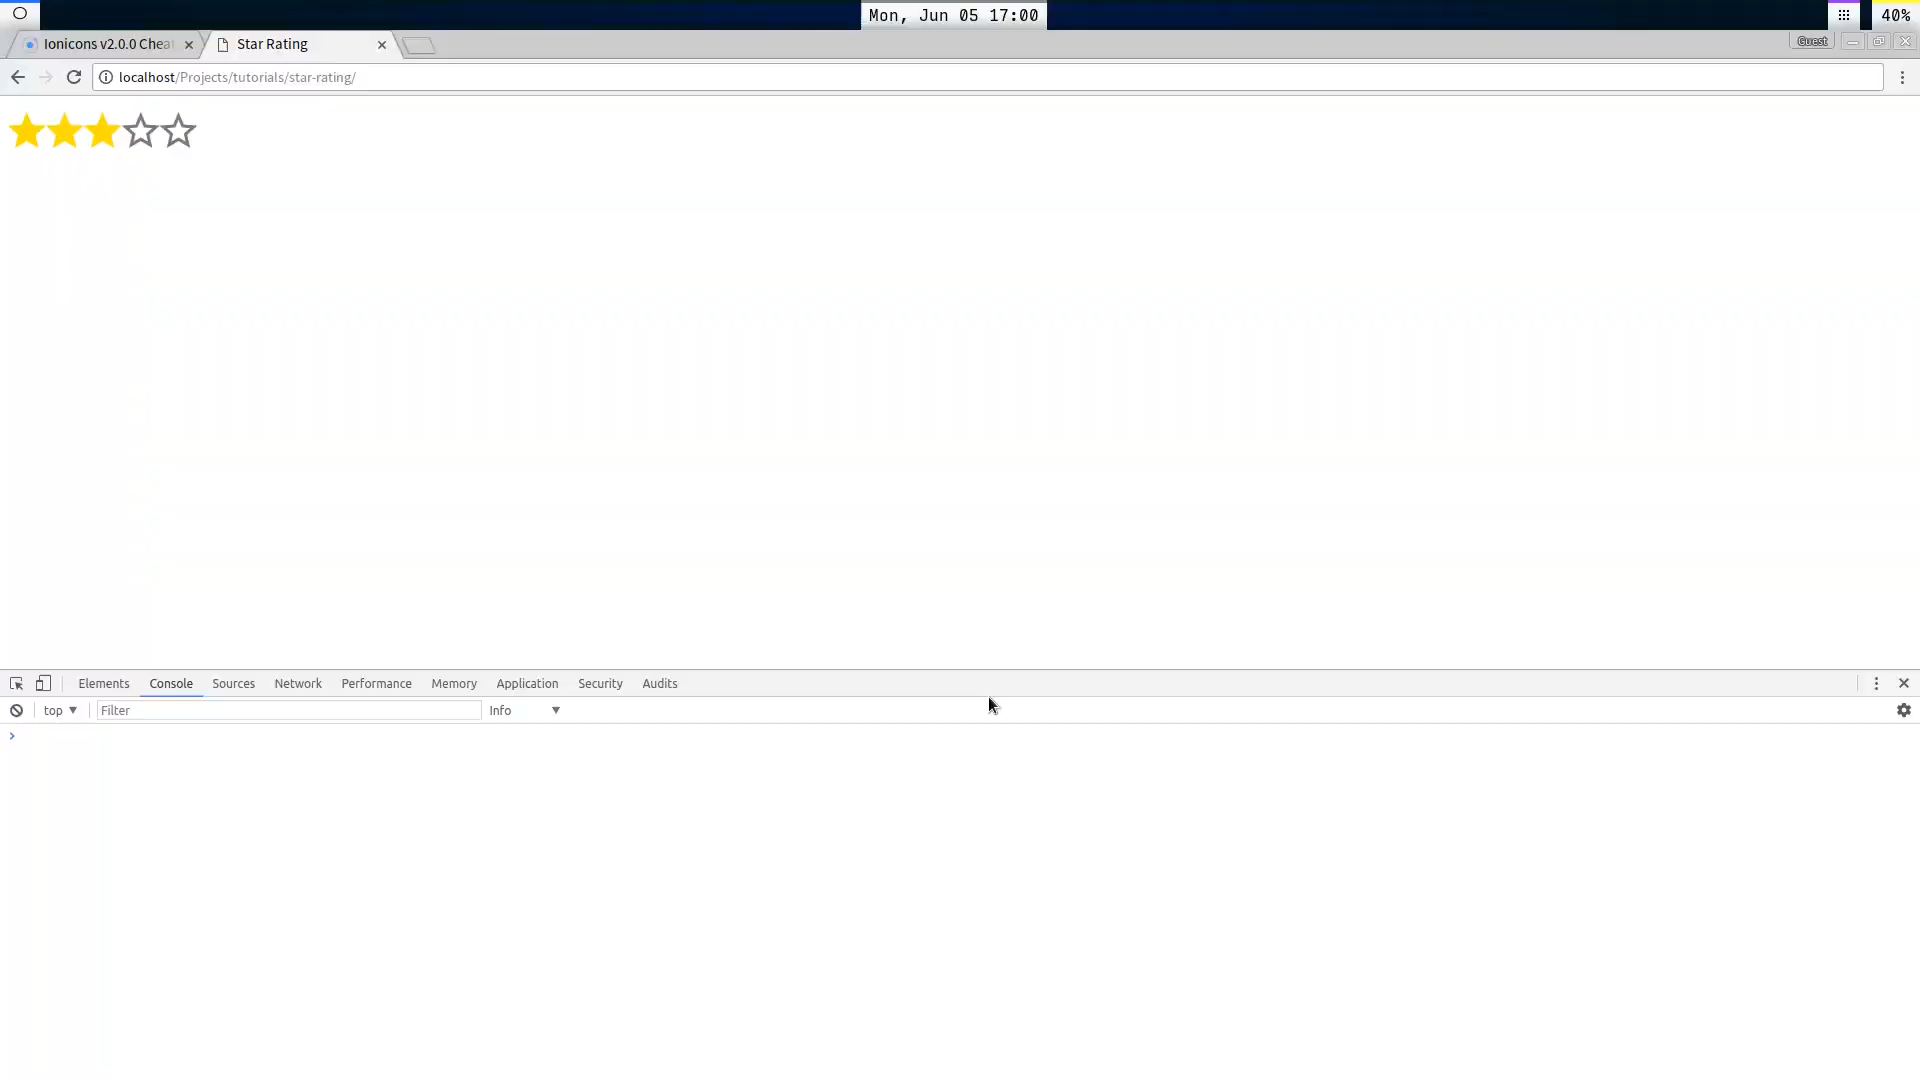 Mon, Jun 05 17:00
40%
Ionicons v2.0.0 Chea
Star Rating
Guest
localhost/Projects/tutorials/star-rating/
Elements Console Sources Network Performance Memory Application Security Audits
top Filter Info